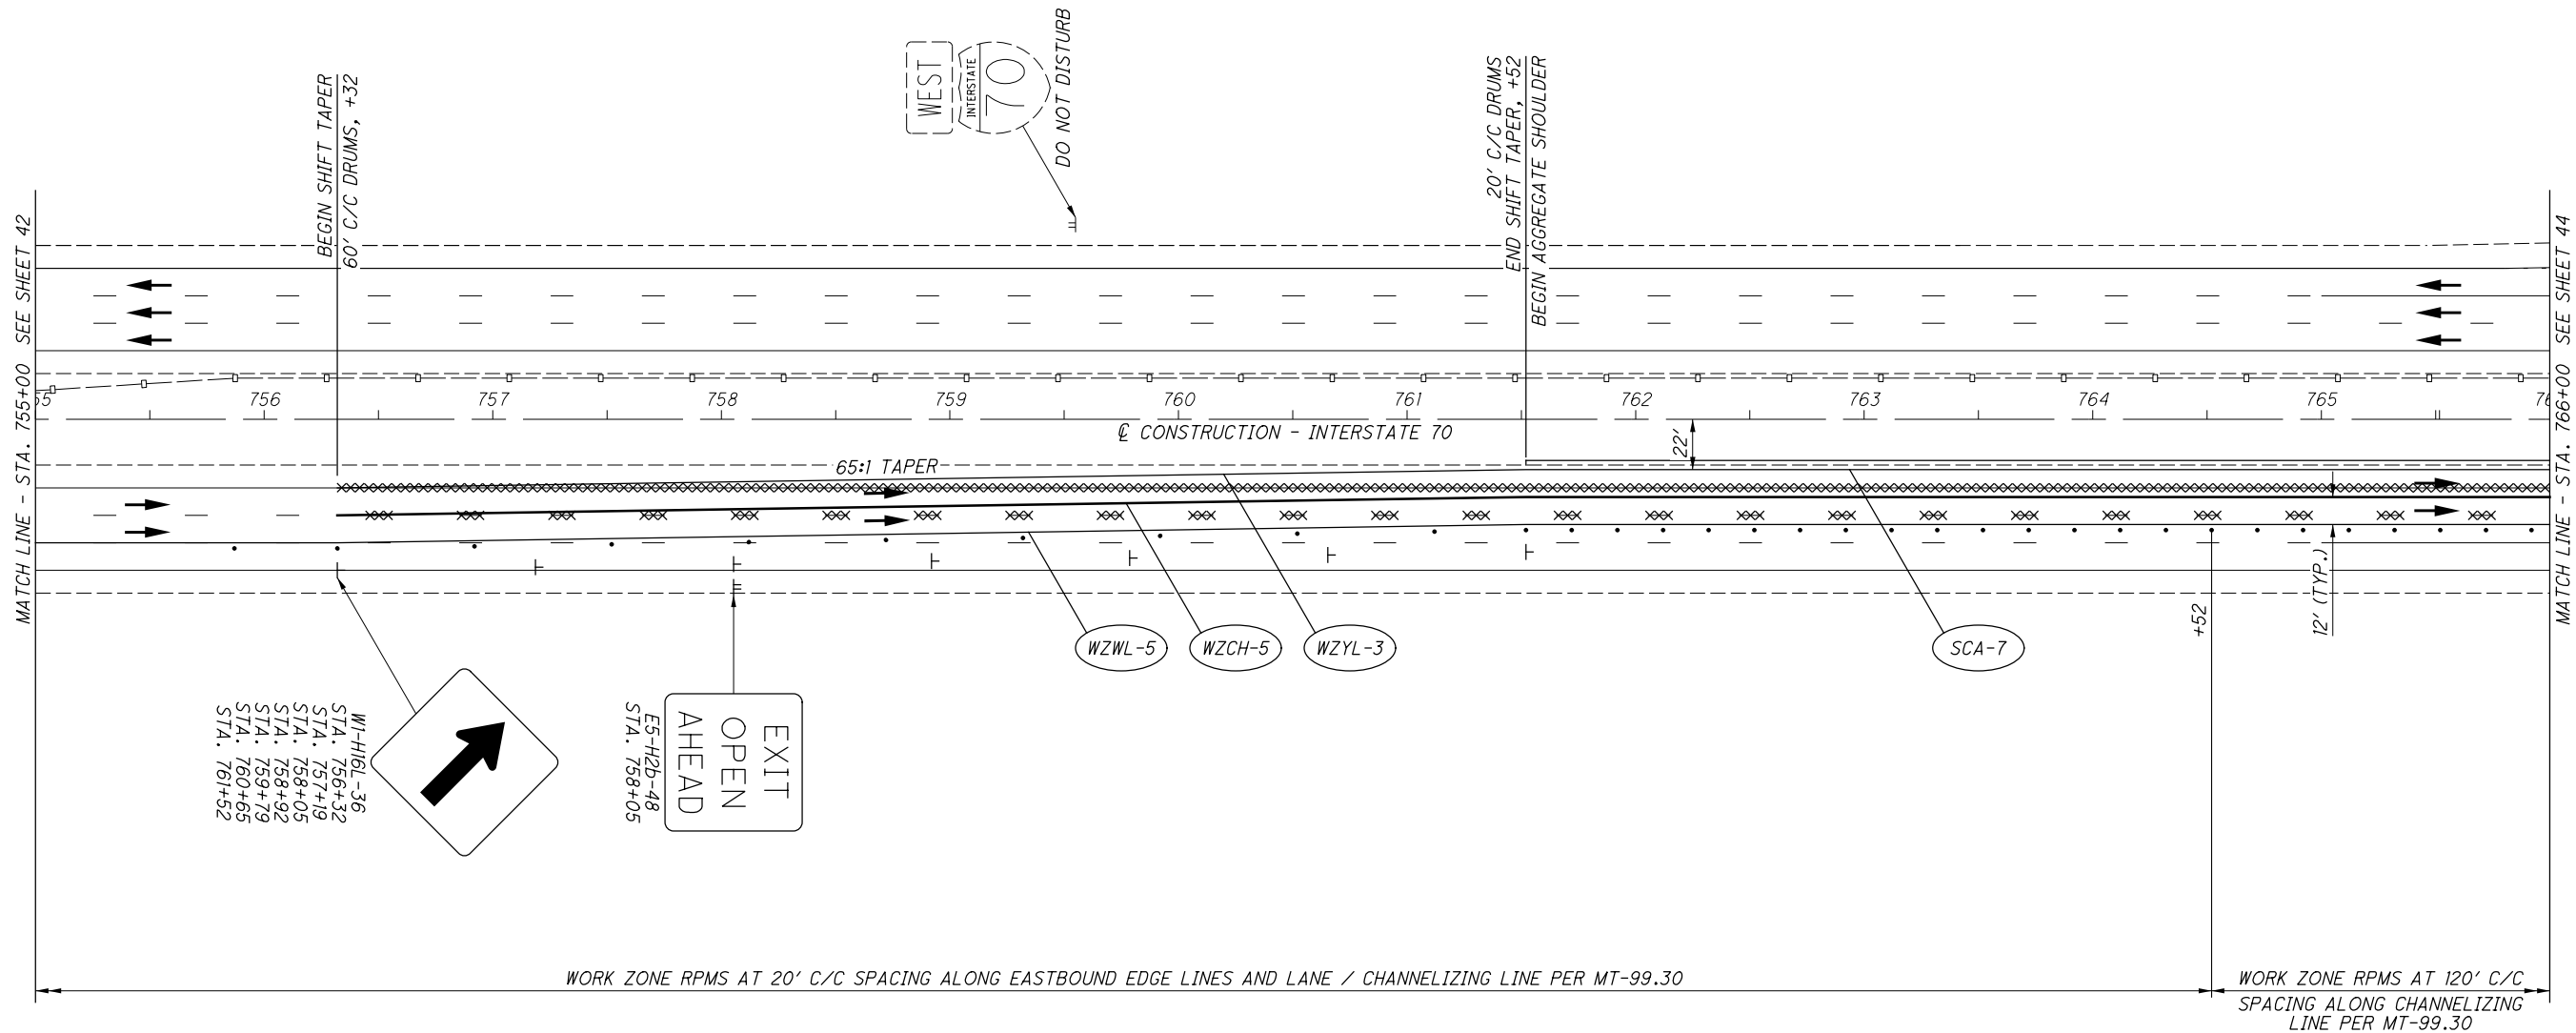 MATCH LINE - STA. 755+00 SEE SHEET 42
BEGIN SHIFT TAPER
60' C/C DRUMS, +32
WEST
INTERSTATE
70
DO NOT DISTURB
20' C/C DRUMS
END SHIFT TAPER, +52
BEGIN AGGREGATE SHOULDER
MATCH LINE - STA. 766+00 SEE SHEET 44
55 756 757 758 759 760 761 762 763 764 765 76
℄ CONSTRUCTION - INTERSTATE 70
22'
65:1 TAPER
WZWL-5
WZCH-5
WZYL-3
SCA-7
+52
12' (TYP.)
W1-H16L-36
STA. 756+32
STA. 757+19
STA. 758+05
STA. 758+92
STA. 759+79
STA. 760+65
STA. 761+52
EXIT
OPEN
AHEAD
E5-H2b-48
STA. 758+05
WORK ZONE RPMS AT 20' C/C SPACING ALONG EASTBOUND EDGE LINES AND LANE / CHANNELIZING LINE PER MT-99.30
WORK ZONE RPMS AT 120' C/C
SPACING ALONG CHANNELIZING
LINE PER MT-99.30